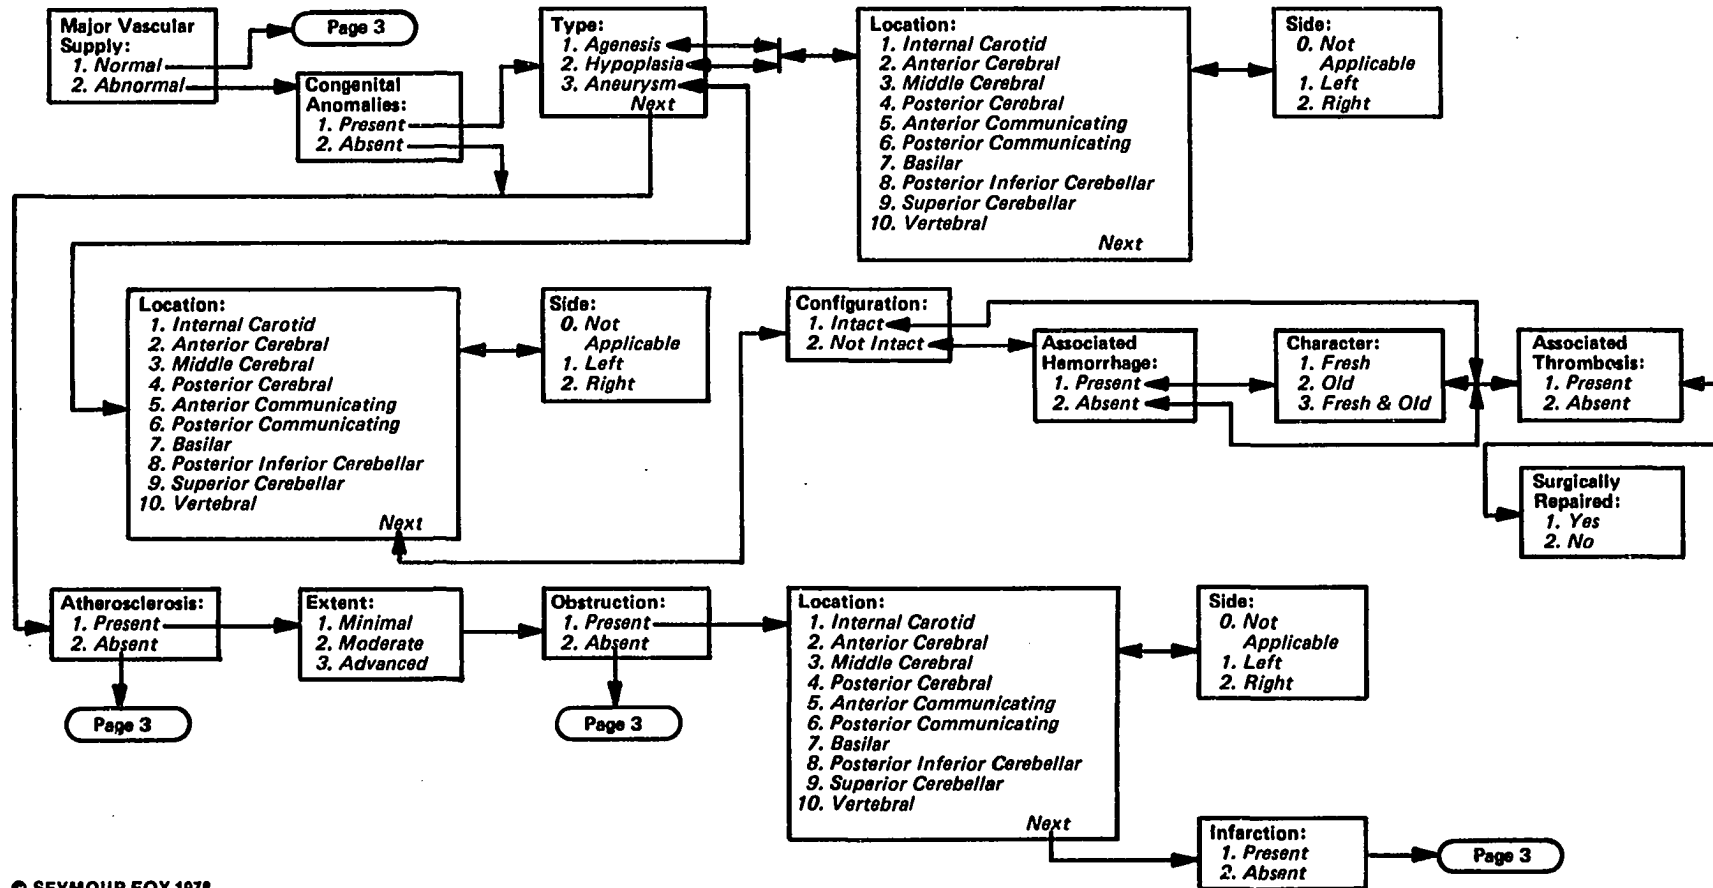 Major Vascular
Supply:
1. Normal
2. Abnormal
Page 3
Congenital
Anomalies:
1. Present
2. Absent
Type:
1. Agenesis
2. Hypoplasia
3. Aneurysm
Next
Location:
1. Internal Carotid
2. Anterior Cerebral
3. Middle Cerebral
4. Posterior Cerebral
5. Anterior Communicating
6. Posterior Communicating
7. Basilar
8. Posterior Inferior Cerebellar
9. Superior Cerebellar
10. Vertebral
Next
Side:
0. Not
Applicable
1. Left
2. Right
Location:
1. Internal Carotid
2. Anterior Cerebral
3. Middle Cerebral
4. Posterior Cerebral
5. Anterior Communicating
6. Posterior Communicating
7. Basilar
8. Posterior Inferior Cerebellar
9. Superior Cerebellar
10. Vertebral
Next
Side:
0. Not
Applicable
1. Left
2. Right
Configuration:
1. Intact
2. Not Intact
Associated
Hemorrhage:
1. Present
2. Absent
Character:
1. Fresh
2. Old
3. Fresh & Old
Associated
Thrombosis:
1. Present
2. Absent
Surgically
Repaired:
1. Yes
2. No
Atherosclerosis:
1. Present
2. Absent
Page 3
Extent:
1. Minimal
2. Moderate
3. Advanced
Obstruction:
1. Present
2. Absent
Page 3
Location:
1. Internal Carotid
2. Anterior Cerebral
3. Middle Cerebral
4. Posterior Cerebral
5. Anterior Communicating
6. Posterior Communicating
7. Basilar
8. Posterior Inferior Cerebellar
9. Superior Cerebellar
10. Vertebral
Next
Side:
0. Not
Applicable
1. Left
2. Right
Infarction:
1. Present
2. Absent
Page 3
© SEYMOUR FOX 1978